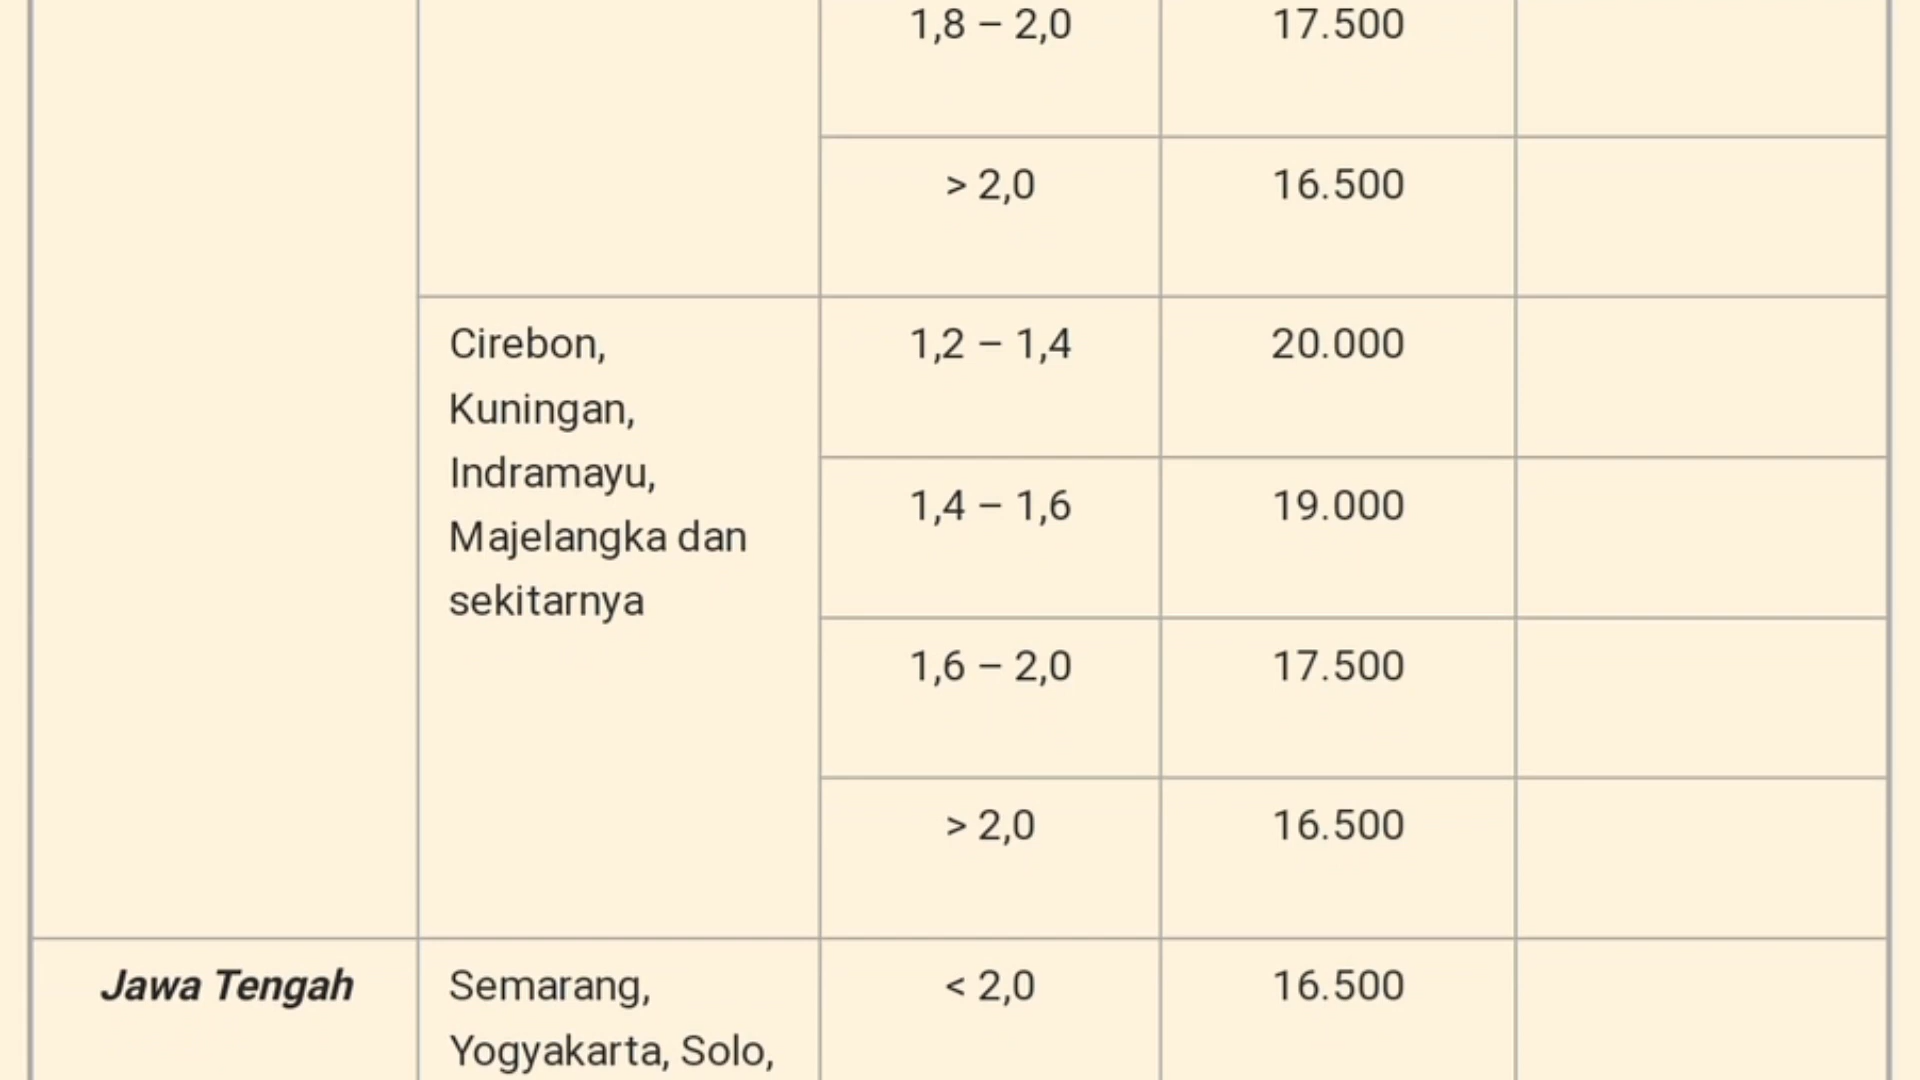 1,8 – 2,0 17.500
> 2,0 16.500
Cirebon, 1,2 – 1,4 20.000
Kuningan,
Indramayu,
1,4 – 1,6 19.000
Majelangka dan
sekitarnya
1,6 – 2,0 17.500
> 2,0 16.500
Jawa Tengah Semarang, < 2,0 16.500
Yogyakarta, Solo,